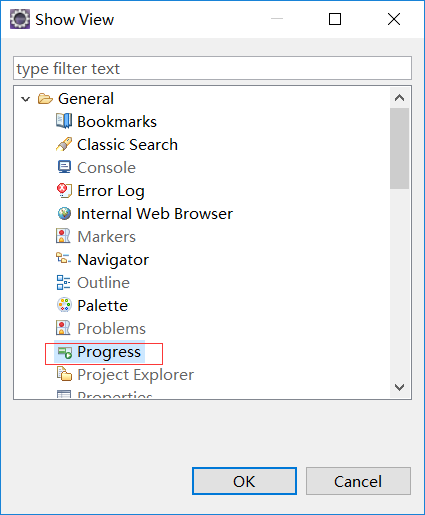 Show View
type filter text
General
Bookmarks
Classic Search
Console
Error Log
Internal Web Browser
Markers
Navigator
Outline
Palette
Problems
Progress
Project Explorer
Properties
OK Cancel